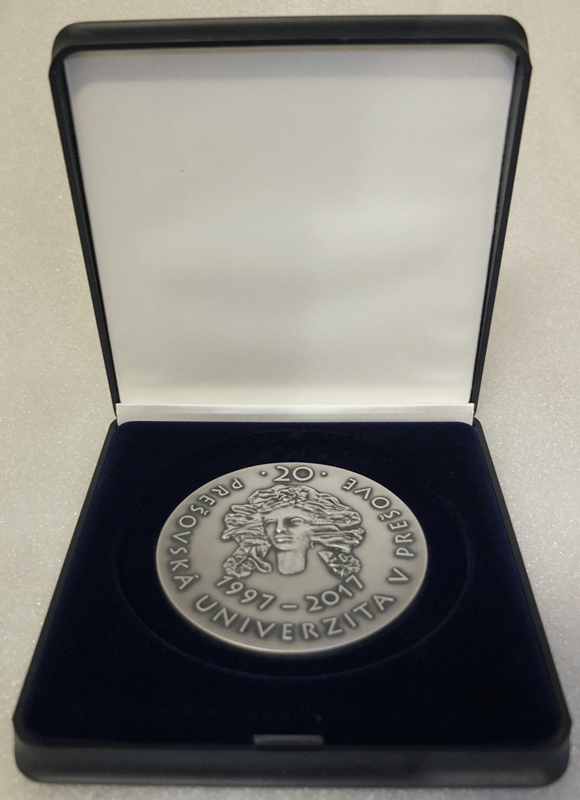 · 20 ·
PREŠOVSKÁ UNIVERZITA V PREŠOVE
1997 – 2017